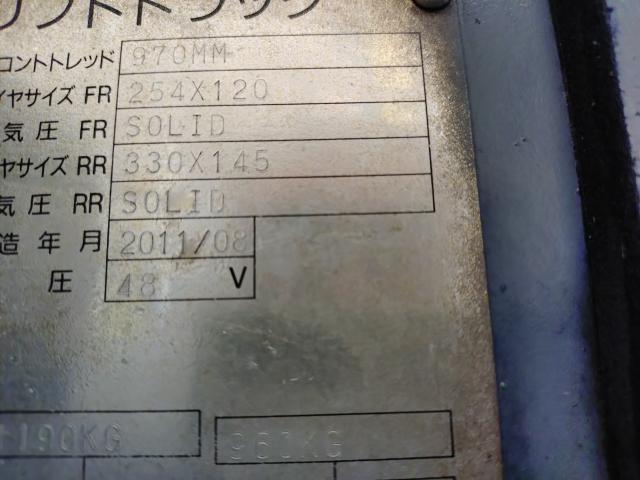 フトトラック
コントトレッド 970MM
イヤサイズ FR 254X120
気圧 FR SOLID
ヤサイズ RR 330X145
気圧 RR SOLID
造年月 2011/08
圧 48 V
1190KG 960KG